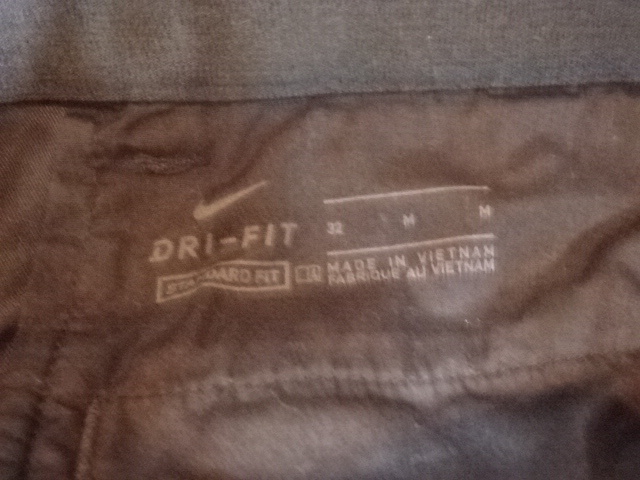 DRI-FIT
STANDARD FIT
32 M M
MADE IN VIETNAM
FABRIQUE AU VIETNAM